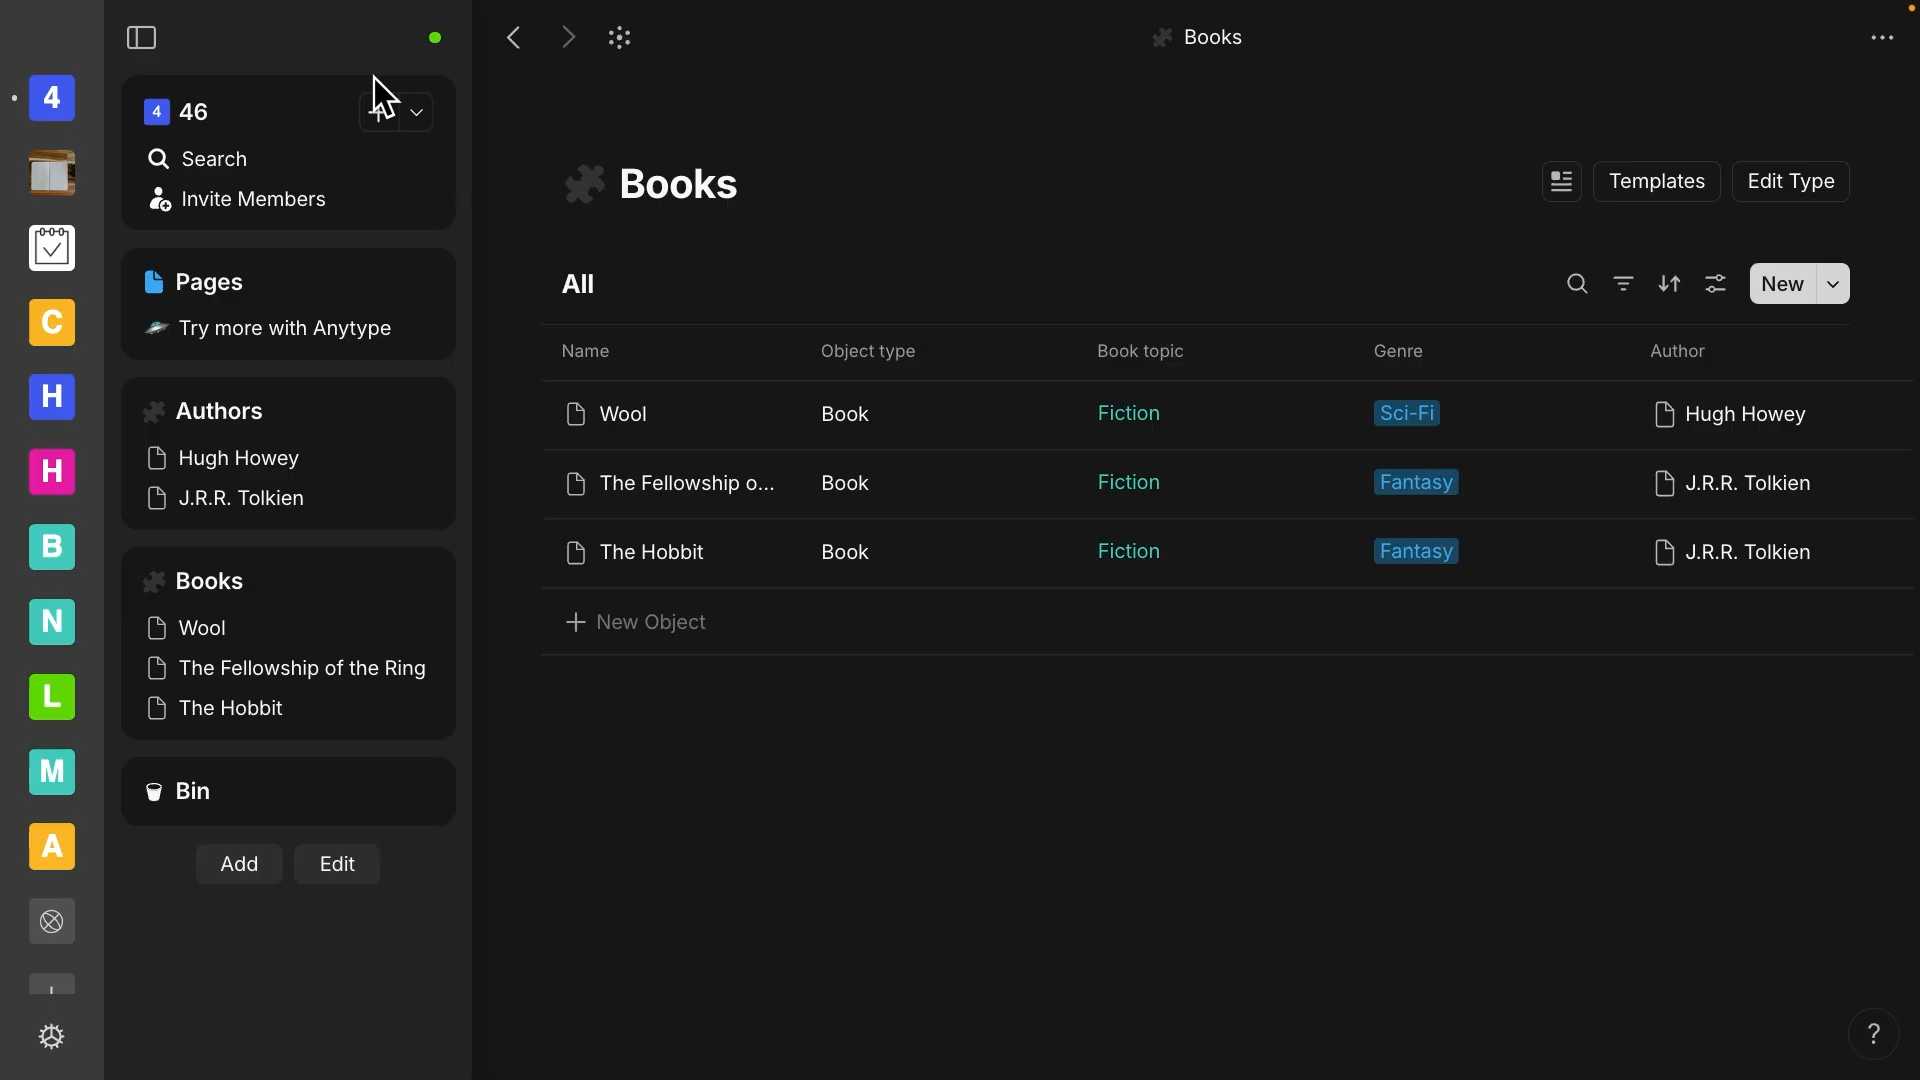 Books
4
4 46
Search
Invite Members
Pages
Try more with Anytype
Authors
Hugh Howey
J.R.R. Tolkien
Books
Wool
The Fellowship of the Ring
The Hobbit
Bin
Add Edit
C
H
H
B
N
L
M
A
Books
Templates
Edit Type
All
New
Name Object type Book topic Genre Author
Wool Book Fiction Sci-Fi Hugh Howey
The Fellowship o... Book Fiction Fantasy J.R.R. Tolkien
The Hobbit Book Fiction Fantasy J.R.R. Tolkien
New Object
?